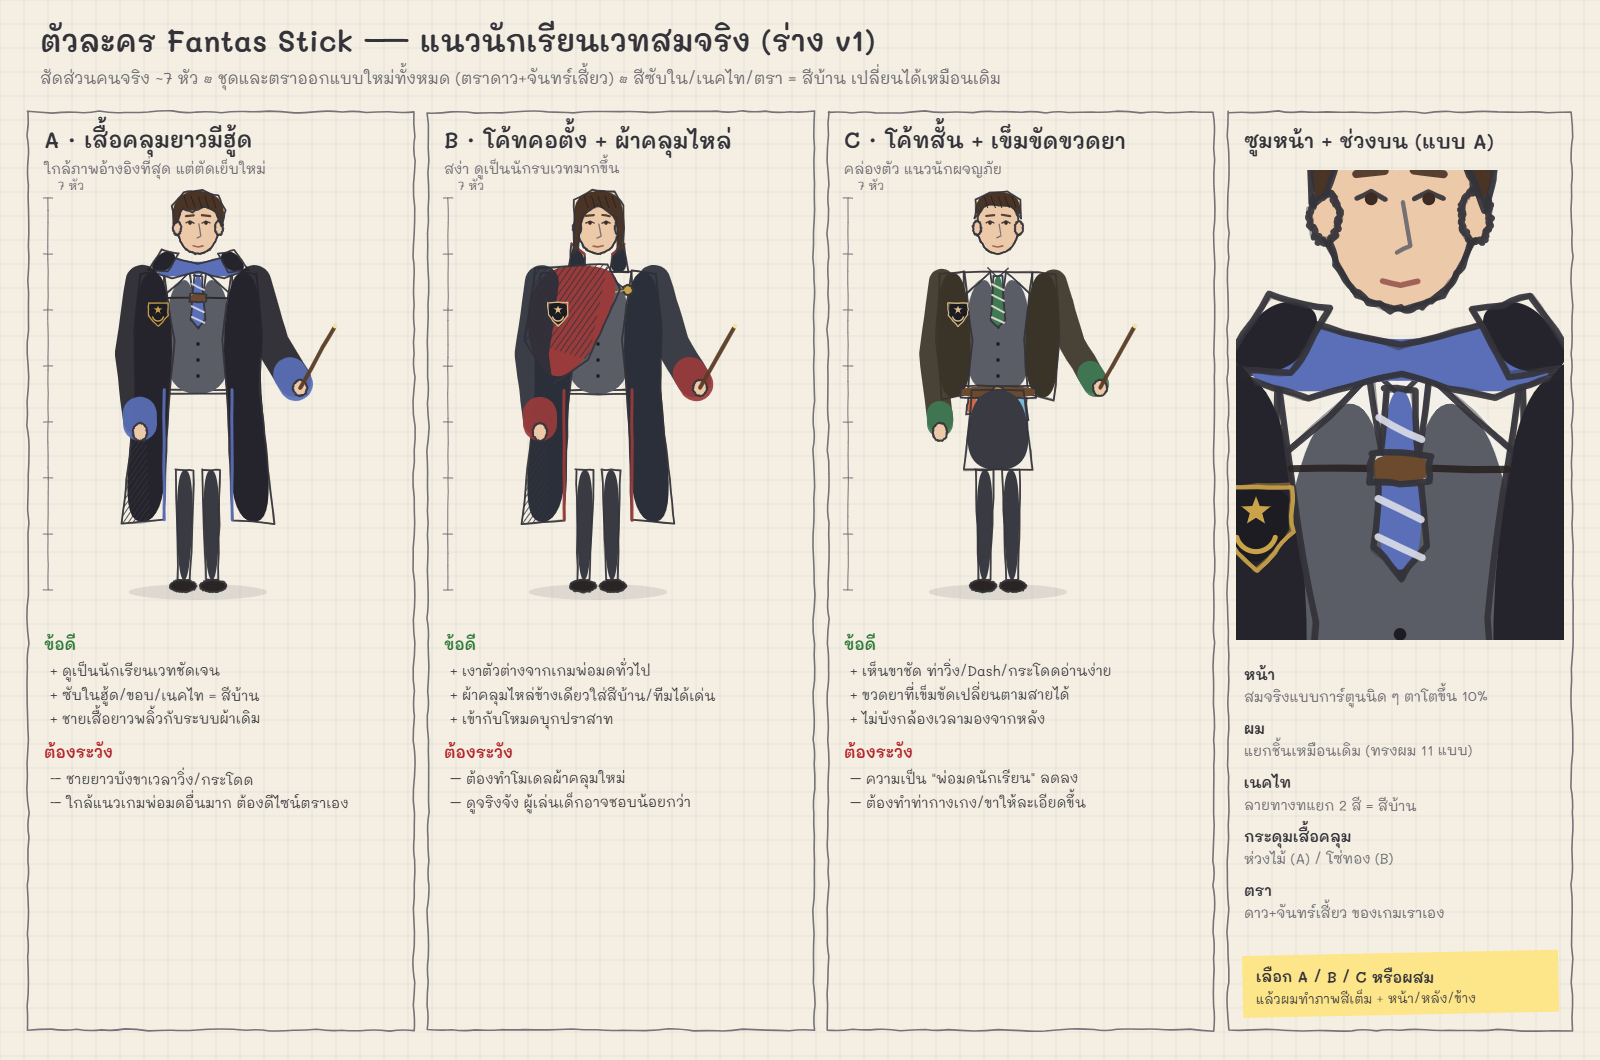 ตัวละคร Fantas Stick — แนวนักเรียนเวทสมจริง (ร่าง v1)
สัดส่วนคนจริง ~7 หัว ๏ ชุดและตราออกแบบใหม่ทั้งหมด (ตราดาว+จันทร์เสี้ยว) ๏ สีซับใน/เนคไท/ตรา = สีบ้าน เปลี่ยนได้เหมือนเดิม
A · เสื้อคลุมยาวมีฮู้ด
ใกล้ภาพอ้างอิงที่สุด แต่ตัดเย็บใหม่
7 หัว
ข้อดี
+ ดูเป็นนักเรียนเวทชัดเจน
+ ซับในฮู้ด/ขอบ/เนคไท = สีบ้าน
+ ชายเสื้อยาวพลิ้วกับระบบผ้าเดิม
ต้องระวัง
— ชายยาวบังขาเวลาวิ่ง/กระโดด
— ใกล้แนวเกมพ่อมดอื่นมาก ต้องดีไซน์ตราเอง
B · โค้ทคอตั้ง + ผ้าคลุมไหล่
สง่า ดูเป็นนักรบเวทมากขึ้น
7 หัว
ข้อดี
+ เงาตัวต่างจากเกมพ่อมดทั่วไป
+ ผ้าคลุมไหล่ข้างเดียวใส่สีบ้าน/ทีมได้เด่น
+ เข้ากับโหมดบุกปราสาท
ต้องระวัง
— ต้องทำโมเดลผ้าคลุมใหม่
— ดูจริงจัง ผู้เล่นเด็กอาจชอบน้อยกว่า
C · โค้ทสั้น + เข็มขัดขวดยา
คล่องตัว แนวนักผจญภัย
7 หัว
ข้อดี
+ เห็นขาชัด ท่าวิ่ง/Dash/กระโดดอ่านง่าย
+ ขวดยาที่เข็มขัดเปลี่ยนตามสายได้
+ ไม่บังกล้องเวลามองจากหลัง
ต้องระวัง
— ความเป็น "พ่อมดนักเรียน" ลดลง
— ต้องทำท่ากางเกง/ขาให้ละเอียดขึ้น
ซูมหน้า + ช่วงบน (แบบ A)
หน้า
สมจริงแบบการ์ตูนนิด ๆ ตาโตขึ้น 10%
ผม
แยกชิ้นเหมือนเดิม (ทรงผม 11 แบบ)
เนคไท
ลายทางทแยก 2 สี = สีบ้าน
กระดุมเสื้อคลุม
ห่วงไม้ (A) / โซ่ทอง (B)
ตรา
ดาว+จันทร์เสี้ยว ของเกมเราเอง
เลือก A / B / C หรือผสม
แล้วผมทำภาพสีเต็ม + หน้า/หลัง/ข้าง